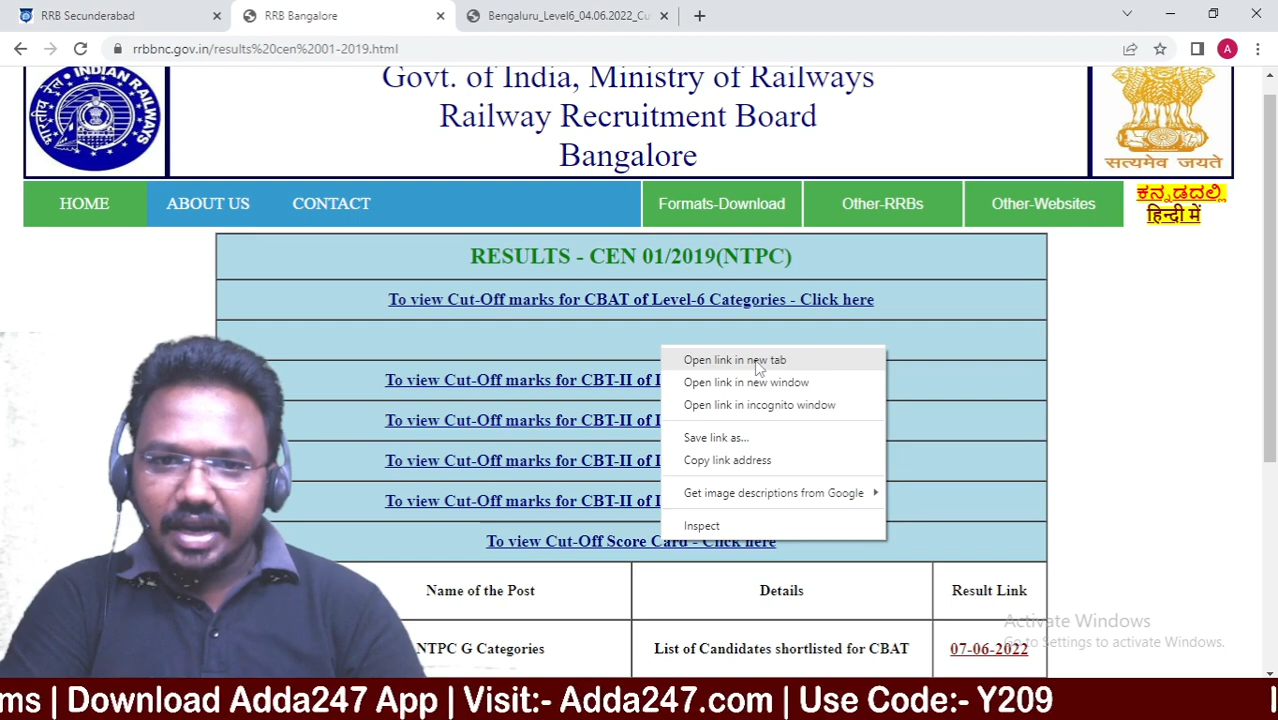 RRB Secunderabad
RRB Bangalore
Bengaluru_Level6_04.06.2022_Cu
rrbbnc.gov.in/results%20cen%2001-2019.html
A
Govt. of India, Ministry of Railways
Railway Recruitment Board
Bangalore
INDIAN RAILWAYS
भारतीय रेल
सत्यमेव जयते
HOME
ABOUT US
CONTACT
Formats-Download
Other-RRBs
Other-Websites
ಕನ್ನಡದಲ್ಲಿ
हिन्दी में
RESULTS - CEN 01/2019(NTPC)
To view Cut-Off marks for CBAT of Level-6 Categories - Click here
To view Cut-Off marks for CBT-II of
To view Cut-Off marks for CBT-II of
To view Cut-Off marks for CBT-II of
To view Cut-Off marks for CBT-II of
To view Cut-Off Score Card - Click here
Open link in new tab
Open link in new window
Open link in incognito window
Save link as...
Copy link address
Get image descriptions from Google
Inspect
Name of the Post
Details
Result Link
NTPC G Categories
List of Candidates shortlisted for CBAT
07-06-2022
Activate Windows
Go to Settings to activate Windows.
ms | Download Adda247 App | Visit:- Adda247.com | Use Code:- Y209